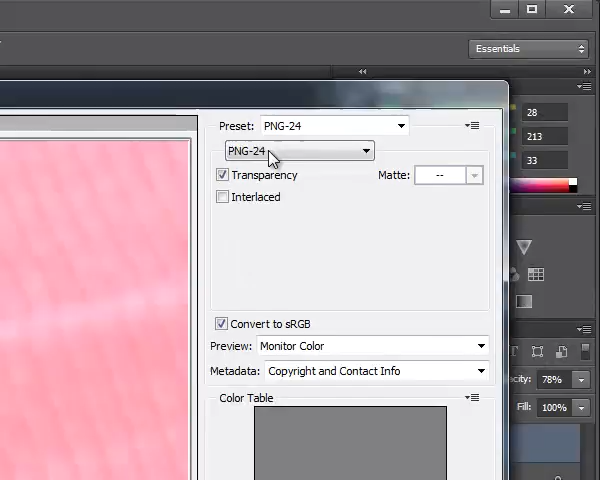 Essentials
28
Preset: PNG-24
213
PNG-24
33
Transparency
Matte: --
Interlaced
Convert to sRGB
Preview: Monitor Color
Metadata: Copyright and Contact Info
78%
Color Table
Fill: 100%